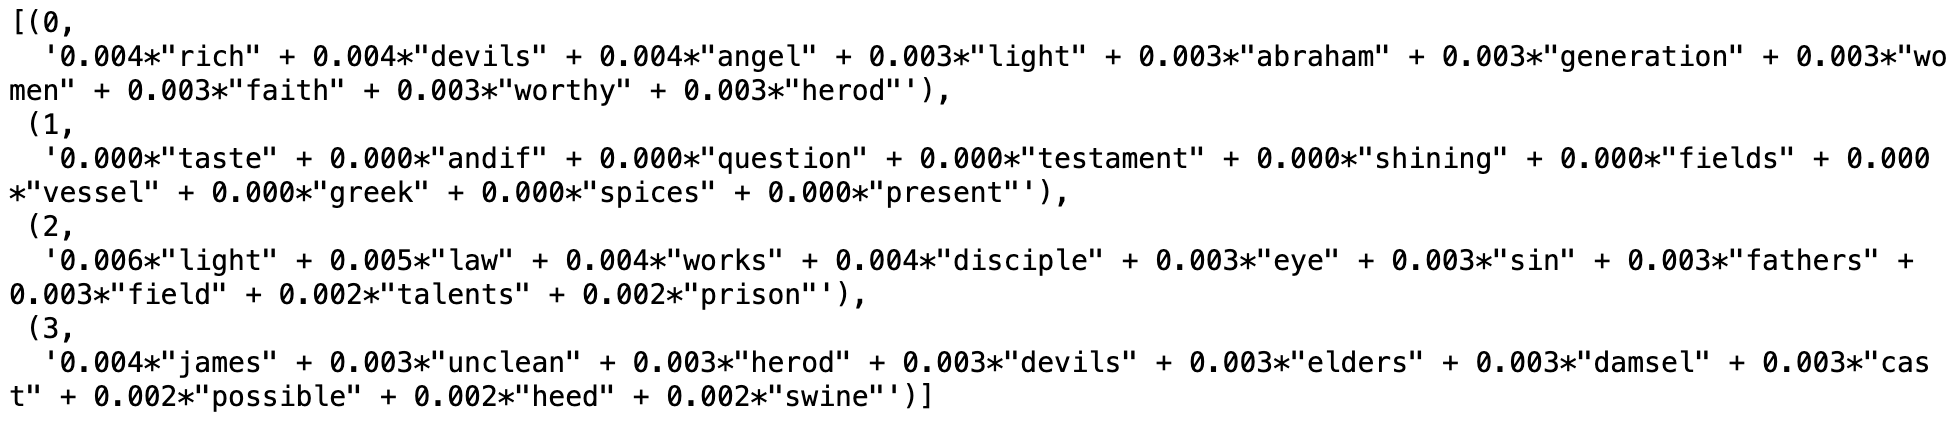 [(0,
  '0.004*"rich" + 0.004*"devils" + 0.004*"angel" + 0.003*"light" + 0.003*"abraham" + 0.003*"generation" + 0.003*"wo
men" + 0.003*"faith" + 0.003*"worthy" + 0.003*"herod"'),
 (1,
  '0.000*"taste" + 0.000*"andif" + 0.000*"question" + 0.000*"testament" + 0.000*"shining" + 0.000*"fields" + 0.000
*"vessel" + 0.000*"greek" + 0.000*"spices" + 0.000*"present"'),
 (2,
  '0.006*"light" + 0.005*"law" + 0.004*"works" + 0.004*"disciple" + 0.003*"eye" + 0.003*"sin" + 0.003*"fathers" +
0.003*"field" + 0.002*"talents" + 0.002*"prison"'),
 (3,
  '0.004*"james" + 0.003*"unclean" + 0.003*"herod" + 0.003*"devils" + 0.003*"elders" + 0.003*"damsel" + 0.003*"cas
t" + 0.002*"possible" + 0.002*"heed" + 0.002*"swine"')]